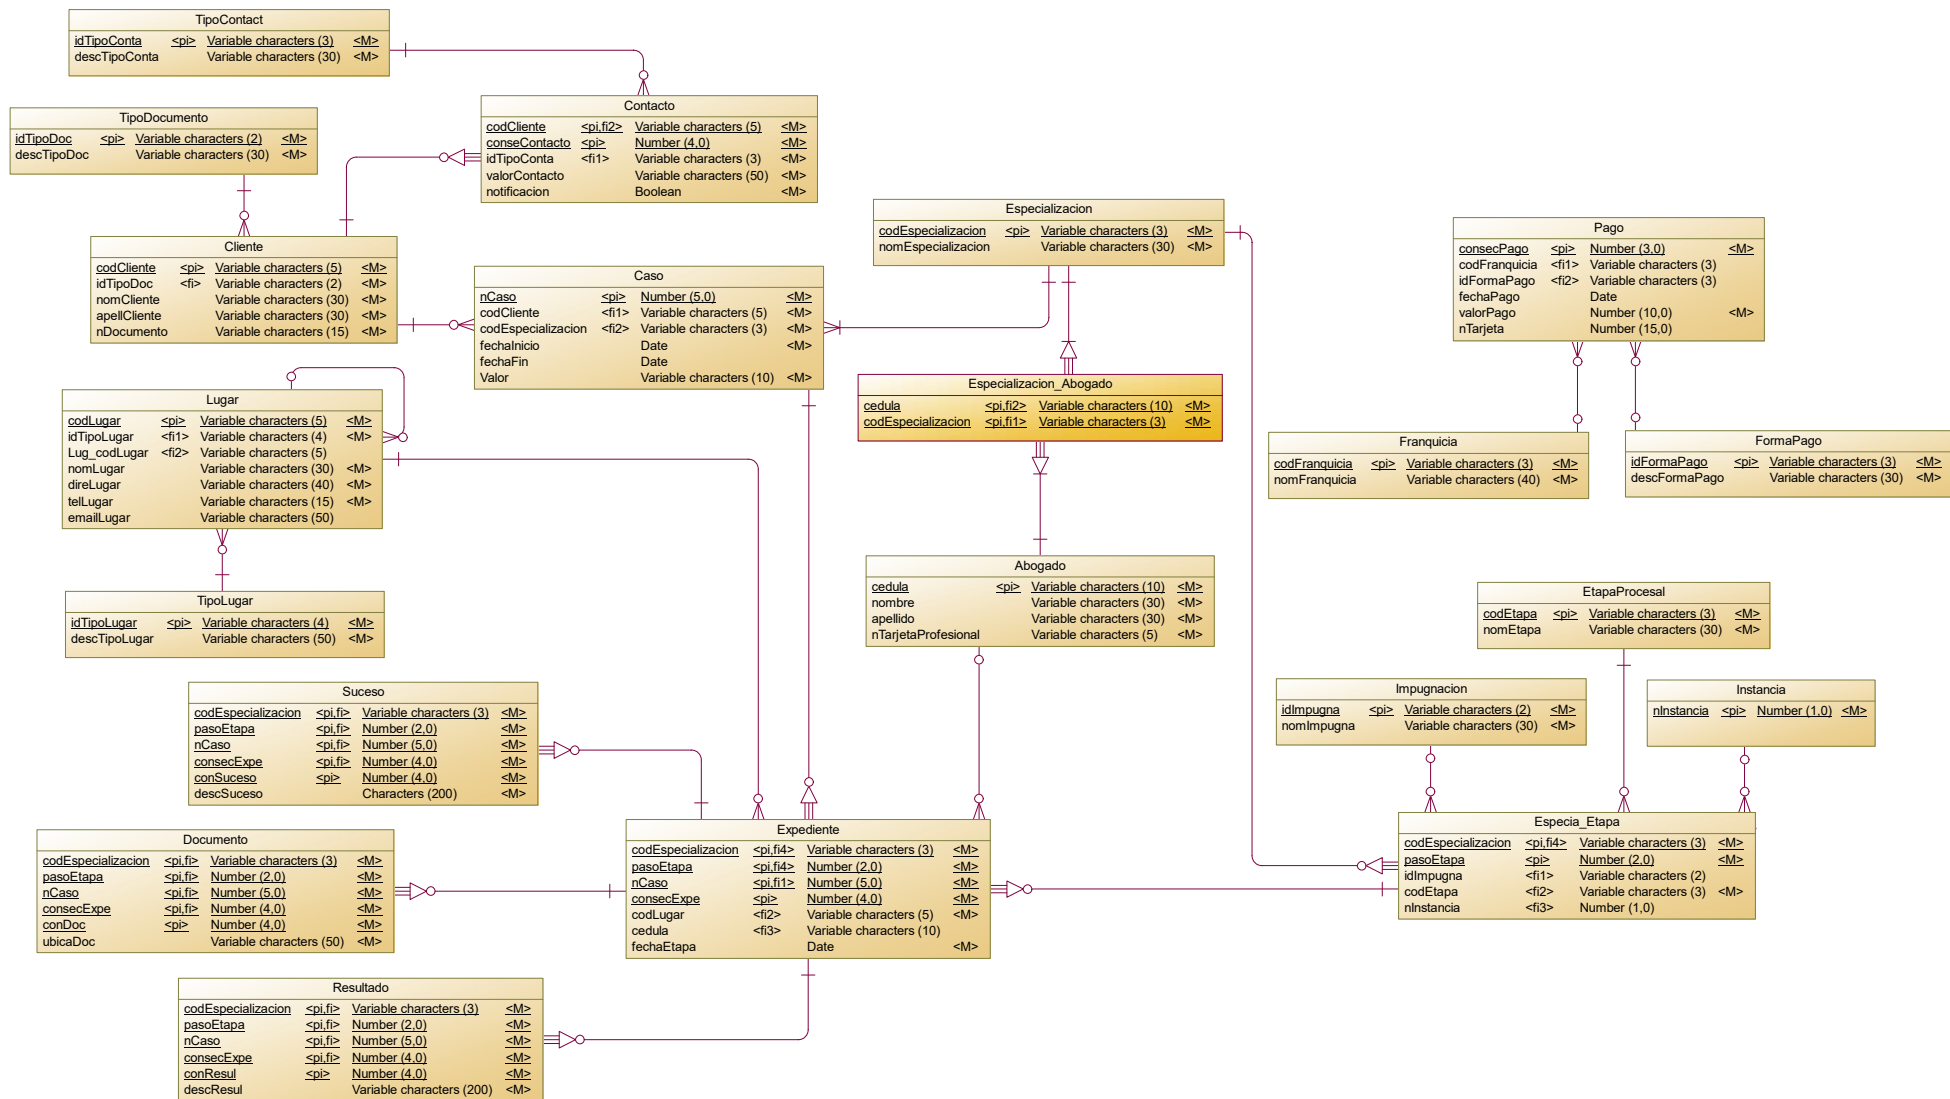 TipoContact
idTipoConta <pi> Variable characters (3) <M>
descTipoConta Variable characters (30) <M>
TipoDocumento
idTipoDoc <pi> Variable characters (2) <M>
descTipoDoc Variable characters (30) <M>
Contacto
codCliente <pi,fi2> Variable characters (5) <M>
conseContacto <pi> Number (4,0) <M>
idTipoConta <fi1> Variable characters (3) <M>
valorContacto Variable characters (50) <M>
notificacion Boolean <M>
Cliente
codCliente <pi> Variable characters (5) <M>
idTipoDoc <fi> Variable characters (2) <M>
nomCliente Variable characters (30) <M>
apellCliente Variable characters (30) <M>
nDocumento Variable characters (15) <M>
Caso
nCaso <pi> Number (5,0) <M>
codCliente <fi1> Variable characters (5) <M>
codEspecializacion <fi2> Variable characters (3) <M>
fechaInicio Date <M>
fechaFin Date
Valor Variable characters (10) <M>
Especializacion
codEspecializacion <pi> Variable characters (3) <M>
nomEspecializacion Variable characters (30) <M>
Pago
consecPago <pi> Number (3,0) <M>
codFranquicia <fi1> Variable characters (3)
idFormaPago <fi2> Variable characters (3)
fechaPago Date
valorPago Number (10,0) <M>
nTarjeta Number (15,0)
Especializacion_Abogado
cedula <pi,fi2> Variable characters (10) <M>
codEspecializacion <pi,fi1> Variable characters (3) <M>
Lugar
codLugar <pi> Variable characters (5) <M>
idTipoLugar <fi1> Variable characters (4) <M>
Lug_codLugar <fi2> Variable characters (5)
nomLugar Variable characters (30) <M>
direLugar Variable characters (40) <M>
telLugar Variable characters (15) <M>
emailLugar Variable characters (50)
Franquicia
codFranquicia <pi> Variable characters (3) <M>
nomFranquicia Variable characters (40) <M>
FormaPago
idFormaPago <pi> Variable characters (3) <M>
descFormaPago Variable characters (30) <M>
TipoLugar
idTipoLugar <pi> Variable characters (4) <M>
descTipoLugar Variable characters (50) <M>
Abogado
cedula <pi> Variable characters (10) <M>
nombre Variable characters (30) <M>
apellido Variable characters (30) <M>
nTarjetaProfesional Variable characters (5) <M>
EtapaProcesal
codEtapa <pi> Variable characters (3) <M>
nomEtapa Variable characters (30) <M>
Suceso
codEspecializacion <pi,fi> Variable characters (3) <M>
pasoEtapa <pi,fi> Number (2,0) <M>
nCaso <pi,fi> Number (5,0) <M>
consecExpe <pi,fi> Number (4,0) <M>
conSuceso <pi> Number (4,0) <M>
descSuceso Characters (200) <M>
Impugnacion
idImpugna <pi> Variable characters (2) <M>
nomImpugna Variable characters (30) <M>
Instancia
nInstancia <pi> Number (1,0) <M>
Documento
codEspecializacion <pi,fi> Variable characters (3) <M>
pasoEtapa <pi,fi> Number (2,0) <M>
nCaso <pi,fi> Number (5,0) <M>
consecExpe <pi,fi> Number (4,0) <M>
conDoc <pi> Number (4,0) <M>
ubicaDoc Variable characters (50) <M>
Expediente
codEspecializacion <pi,fi4> Variable characters (3) <M>
pasoEtapa <pi,fi4> Number (2,0) <M>
nCaso <pi,fi1> Number (5,0) <M>
consecExpe <pi> Number (4,0) <M>
codLugar <fi2> Variable characters (5) <M>
cedula <fi3> Variable characters (10)
fechaEtapa Date <M>
Especia_Etapa
codEspecializacion <pi,fi4> Variable characters (3) <M>
pasoEtapa <pi> Number (2,0) <M>
idImpugna <fi1> Variable characters (2)
codEtapa <fi2> Variable characters (3) <M>
nInstancia <fi3> Number (1,0)
Resultado
codEspecializacion <pi,fi> Variable characters (3) <M>
pasoEtapa <pi,fi> Number (2,0) <M>
nCaso <pi,fi> Number (5,0) <M>
consecExpe <pi,fi> Number (4,0) <M>
conResul <pi> Number (4,0) <M>
descResul Variable characters (200) <M>